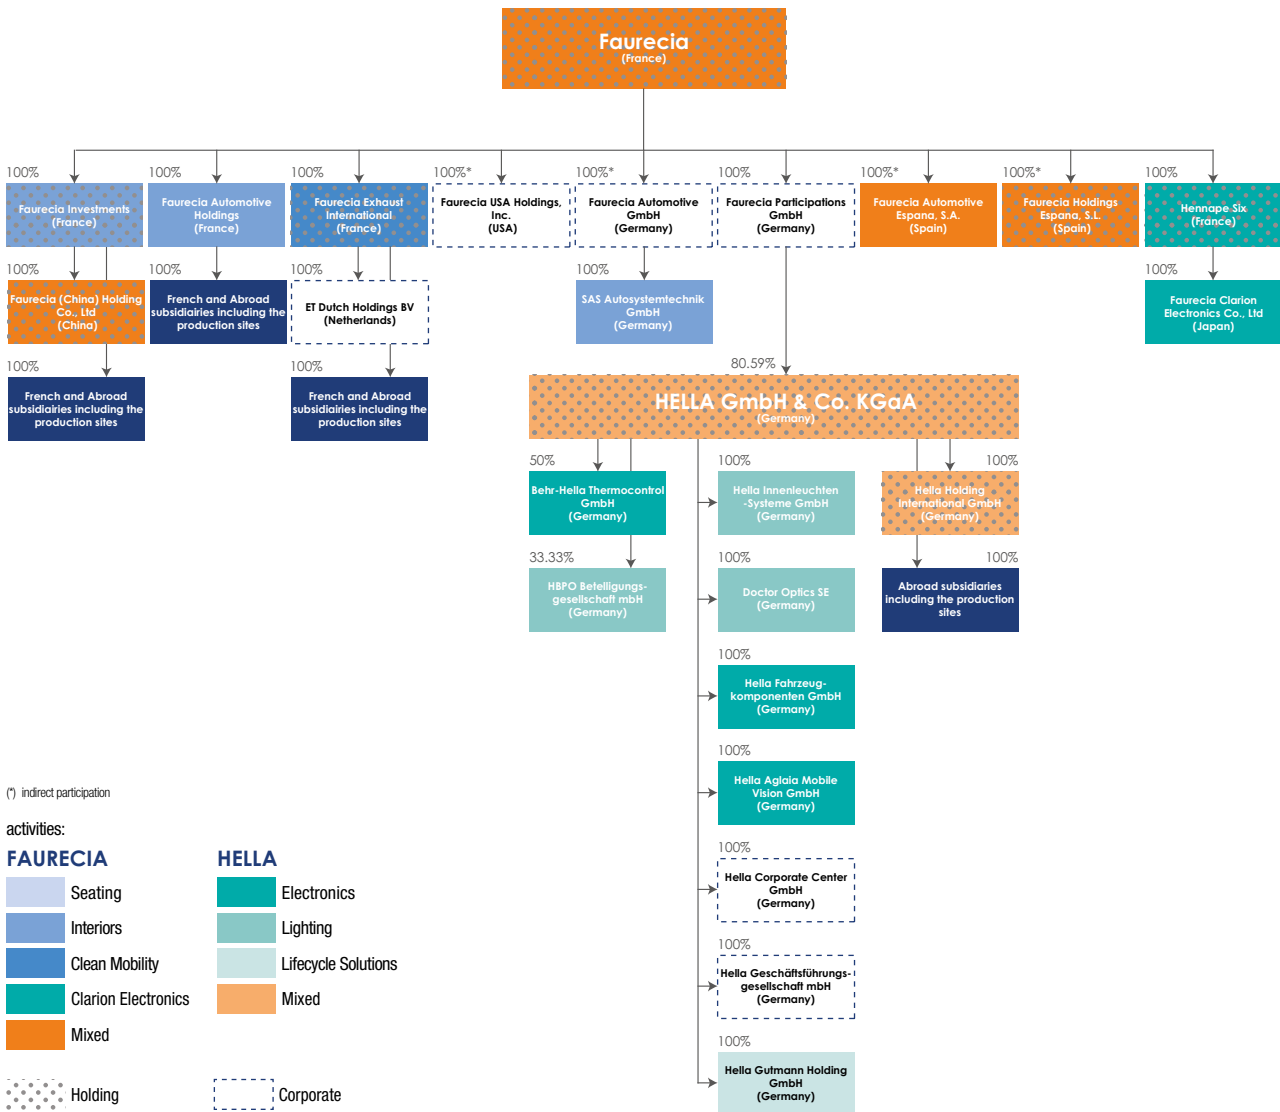 Faurecia
(France)
100%
100%
100%
100%*
100%*
100%
100%*
100%*
100%
Faurecia Investments
(France)
Faurecia Automotive
Holdings
(France)
Faurecia Exhaust
International
(France)
Faurecia USA Holdings,
Inc.
(USA)
Faurecia Automotive
GmbH
(Germany)
Faurecia Participations
GmbH
(Germany)
Faurecia Automotive
Espana, S.A.
(Spain)
Faurecia Holdings
Espana, S.L.
(Spain)
Hennape Six
(France)
100%
100%
100%
100%
100%
Faurecia (China) Holding
Co., Ltd
(China)
French and Abroad
subsidiairies including the
production sites
ET Dutch Holdings BV
(Netherlands)
SAS Autosystemtechnik
GmbH
(Germany)
Faurecia Clarion
Electronics Co., Ltd
(Japan)
100%
100%
80.59%
French and Abroad
subsidiairies including the
production sites
French and Abroad
subsidiairies including the
production sites
HELLA GmbH & Co. KGaA
(Germany)
50%
100%
100%
Behr-Hella Thermocontrol
GmbH
(Germany)
Hella Innenleuchten
-Systeme GmbH
(Germany)
Hella Holding
International GmbH
(Germany)
33.33%
100%
100%
HBPO Beteiligungs-
gesellschaft mbH
(Germany)
Doctor Optics SE
(Germany)
Abroad subsidiaries
including the production
sites
100%
Hella Fahrzeug-
komponenten GmbH
(Germany)
100%
Hella Aglaia Mobile
Vision GmbH
(Germany)
100%
Hella Corporate Center
GmbH
(Germany)
100%
Hella Geschäftsführungs-
gesellschaft mbH
(Germany)
100%
Hella Gutmann Holding
GmbH
(Germany)
(*) indirect participation
activities:
FAURECIA
Seating
Interiors
Clean Mobility
Clarion Electronics
Mixed
HELLA
Electronics
Lighting
Lifecycle Solutions
Mixed
Holding
Corporate